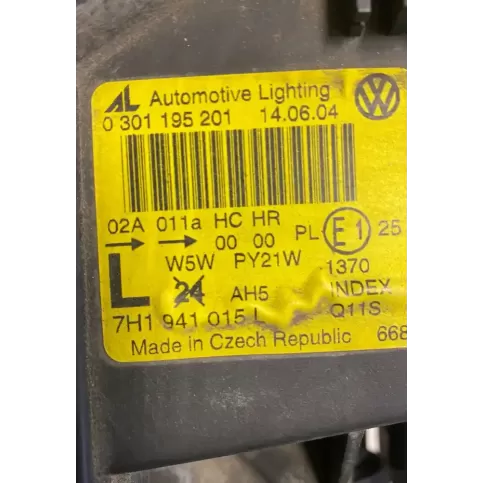 AL Automotive Lighting
0 301 195 201 14.06.04
02A 011a HC HR
00 00 PL E1 25
W5W PY21W 1370
L 24 AH5 INDEX
7H1 941 015 Q11S
Made in Czech Republic 668